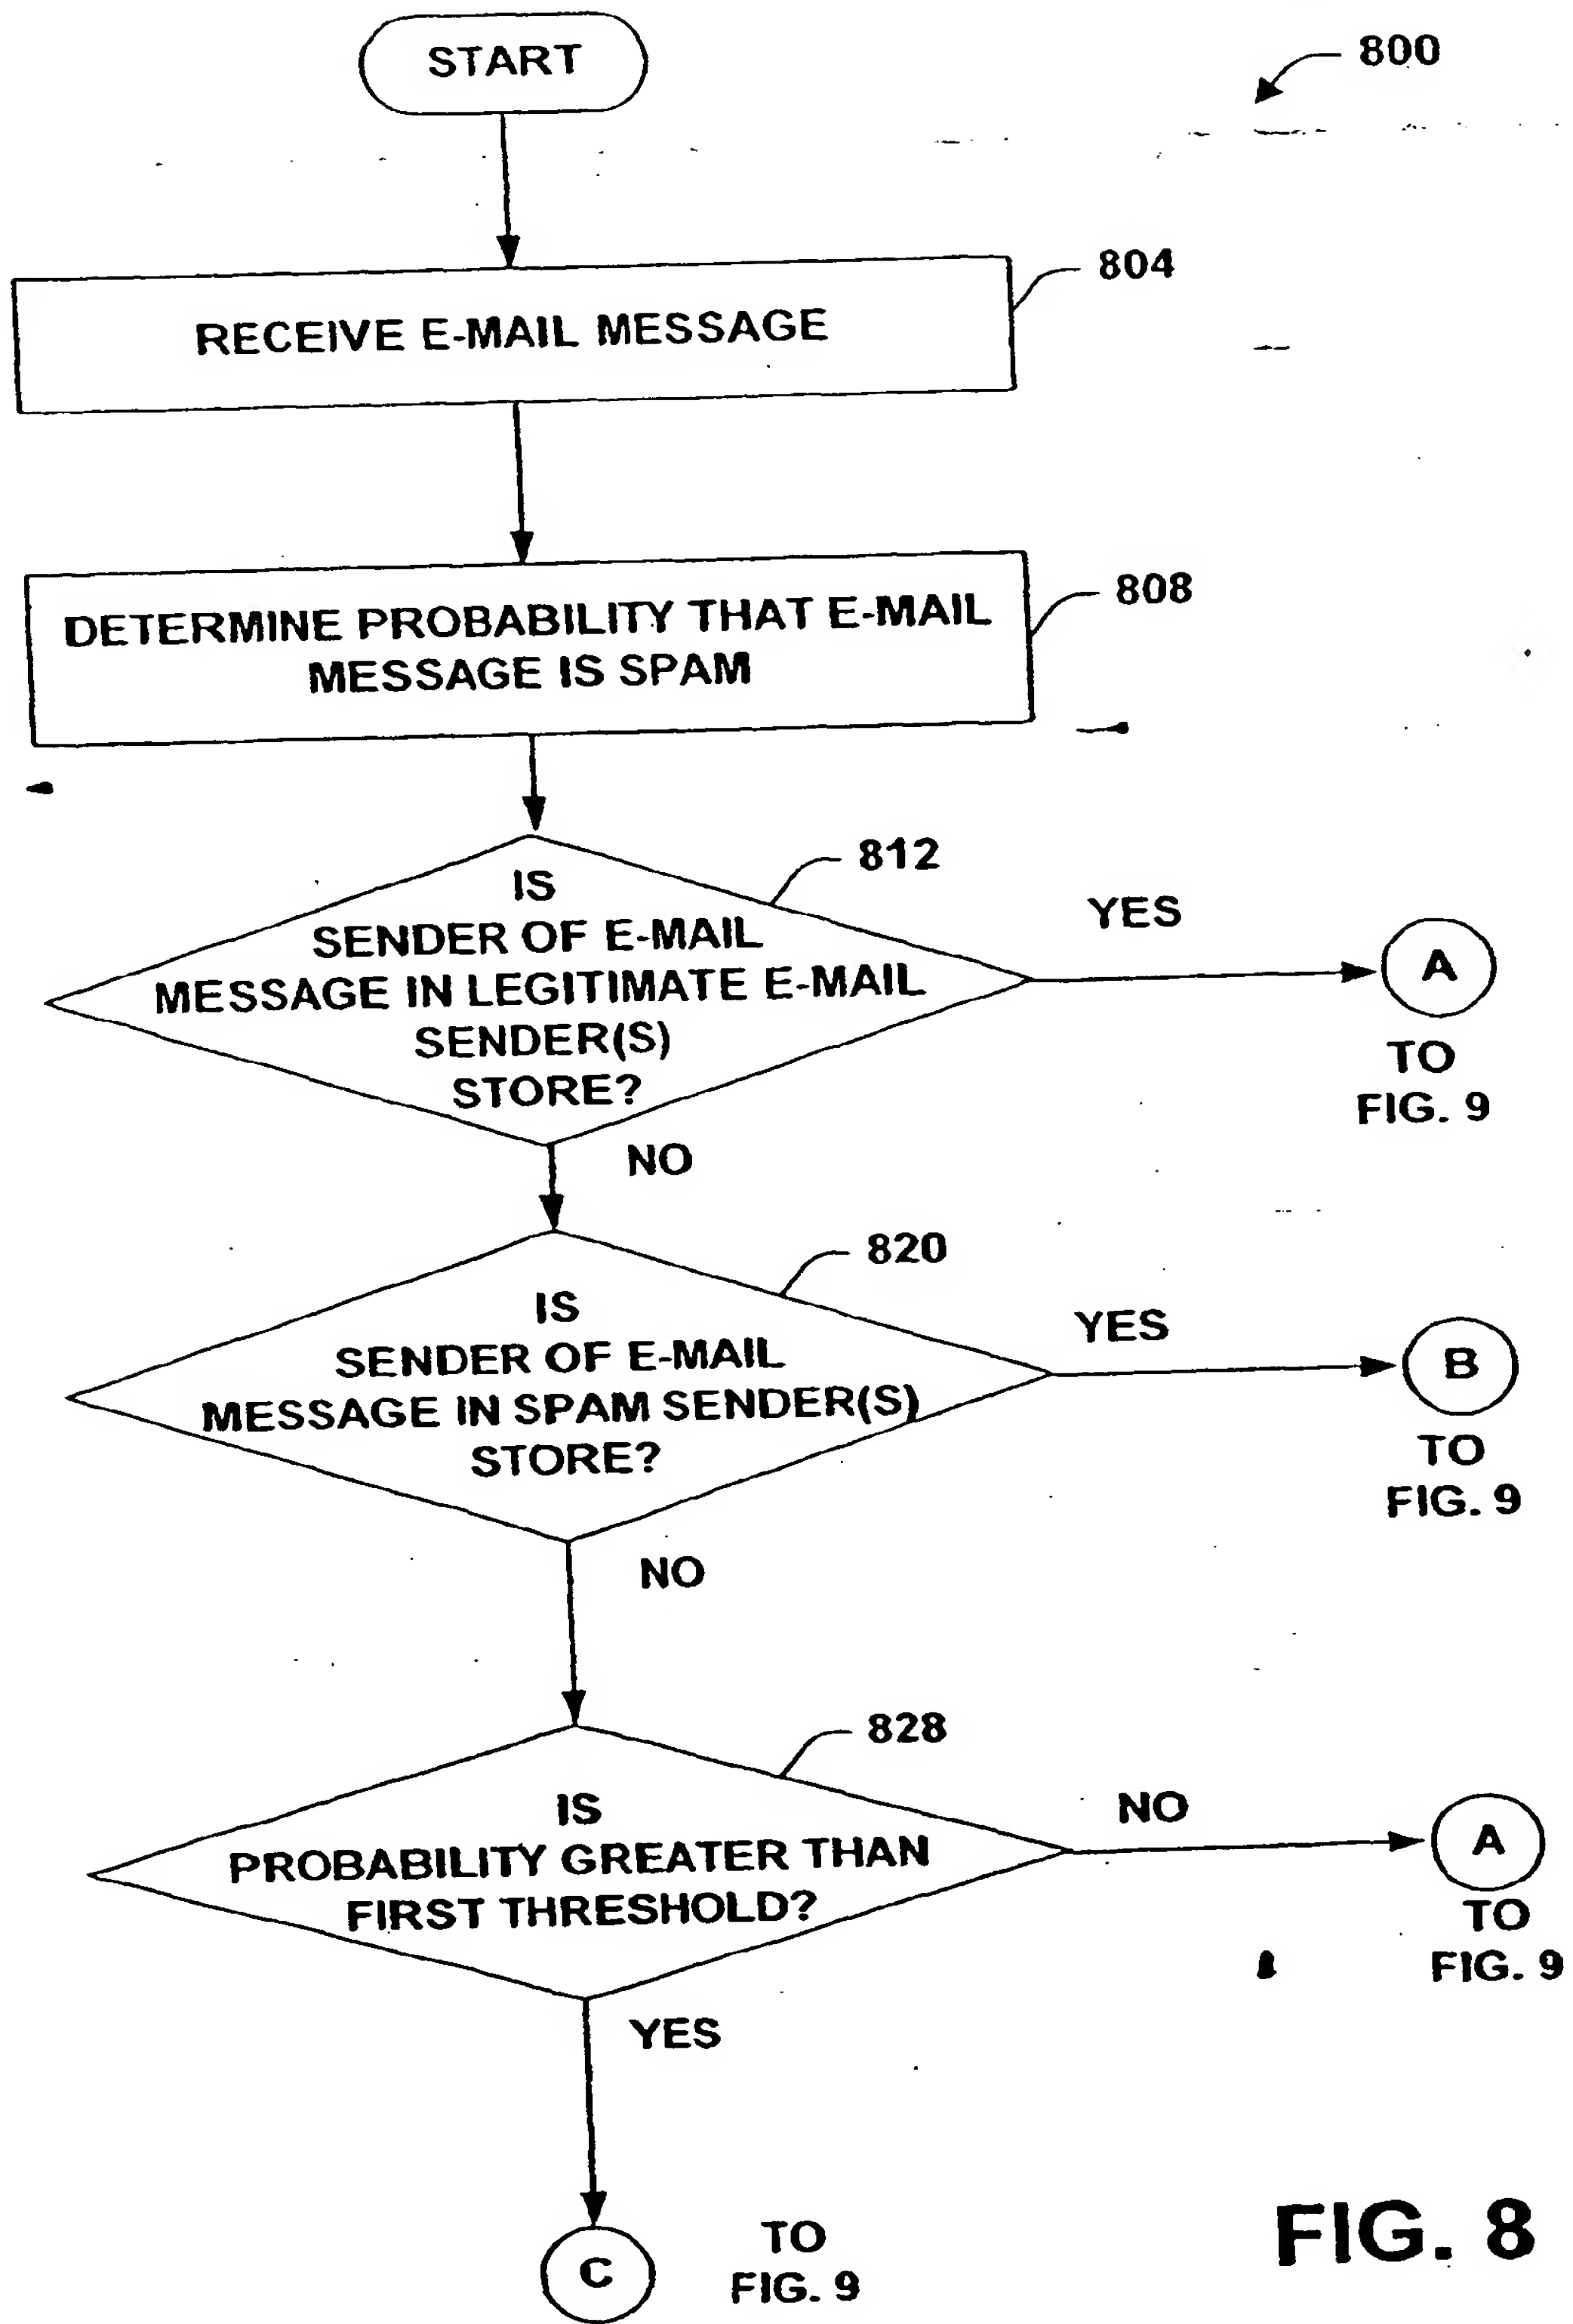 START
800
804
RECEIVE E-MAIL MESSAGE
808
DETERMINE PROBABILITY THAT E-MAIL
MESSAGE IS SPAM
812
IS
SENDER OF E-MAIL
MESSAGE IN LEGITIMATE E-MAIL
SENDER(S)
STORE?
YES
A
TO
FIG. 9
NO
820
IS
SENDER OF E-MAIL
MESSAGE IN SPAM SENDER(S)
STORE?
YES
B
TO
FIG. 9
NO
828
IS
PROBABILITY GREATER THAN
FIRST THRESHOLD?
NO
A
TO
FIG. 9
YES
C
TO
FIG. 9
FIG. 8